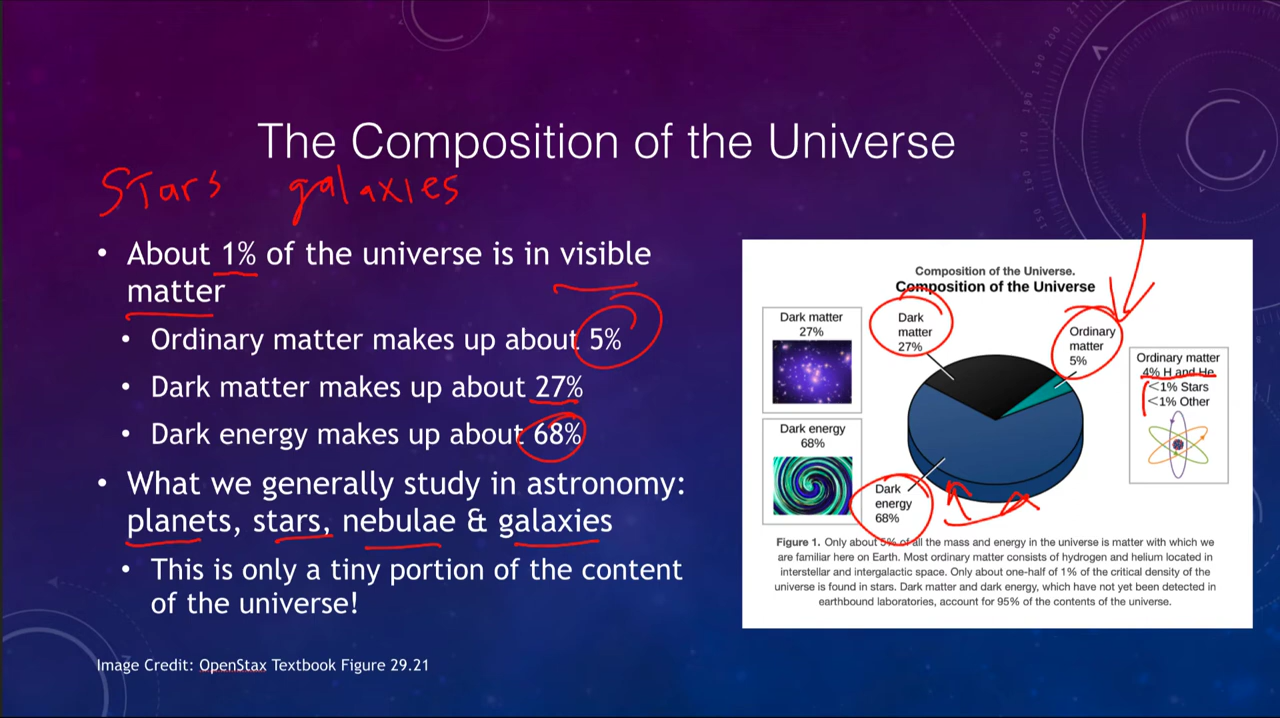 The Composition of the Universe
Stars galaxies
• About 1% of the universe is in visible
matter
• Ordinary matter makes up about 5%
• Dark matter makes up about 27%
• Dark energy makes up about 68%
• What we generally study in astronomy:
planets, stars, nebulae & galaxies
• This is only a tiny portion of the content
of the universe!
Image Credit: OpenStax Textbook Figure 29.21
Composition of the Universe.
Composition of the Universe
Dark matter
27%
Dark energy
68%
Dark
matter
27%
Ordinary
matter
5%
Dark
energy
68%
Ordinary matter
4% H and He
<1% Stars
<1% Other
Figure 1. Only about 5% of all the mass and energy in the universe is matter with which we
are familiar here on Earth. Most ordinary matter consists of hydrogen and helium located in
interstellar and intergalactic space. Only about one-half of 1% of the critical density of the
universe is found in stars. Dark matter and dark energy, which have not yet been detected in
earthbound laboratories, account for 95% of the contents of the universe.